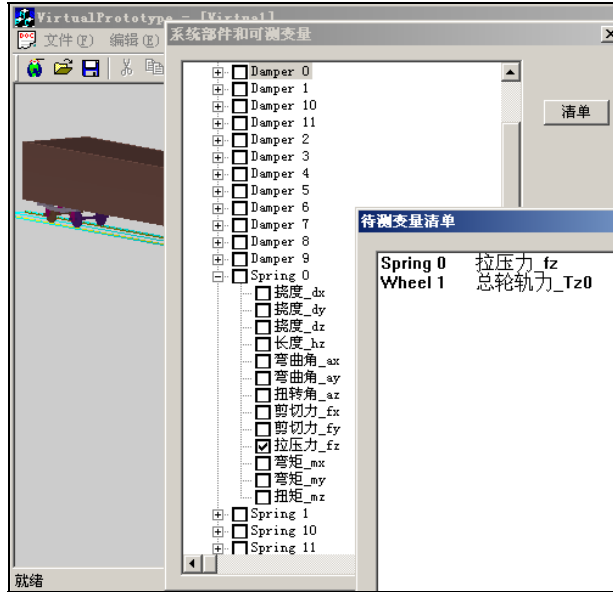 VirtualPrototype - [Virtual]
文件(F) 编辑(E)
系统部件和可测变量
Damper 0
Damper 1
Damper 10
Damper 11
Damper 2
Damper 3
Damper 4
Damper 5
Damper 6
Damper 7
Damper 8
Damper 9
Spring 0
挠度_dx
挠度_dy
挠度_dz
长度_hz
弯曲角_ax
弯曲角_ay
扭转角_az
剪切力_fx
剪切力_fy
拉压力_fz
弯矩_mx
弯矩_my
扭矩_mz
Spring 1
Spring 10
Spring 11
清单
待测变量清单
Spring 0 拉压力_fz
Wheel 1 总轮轨力_Tz0
就绪